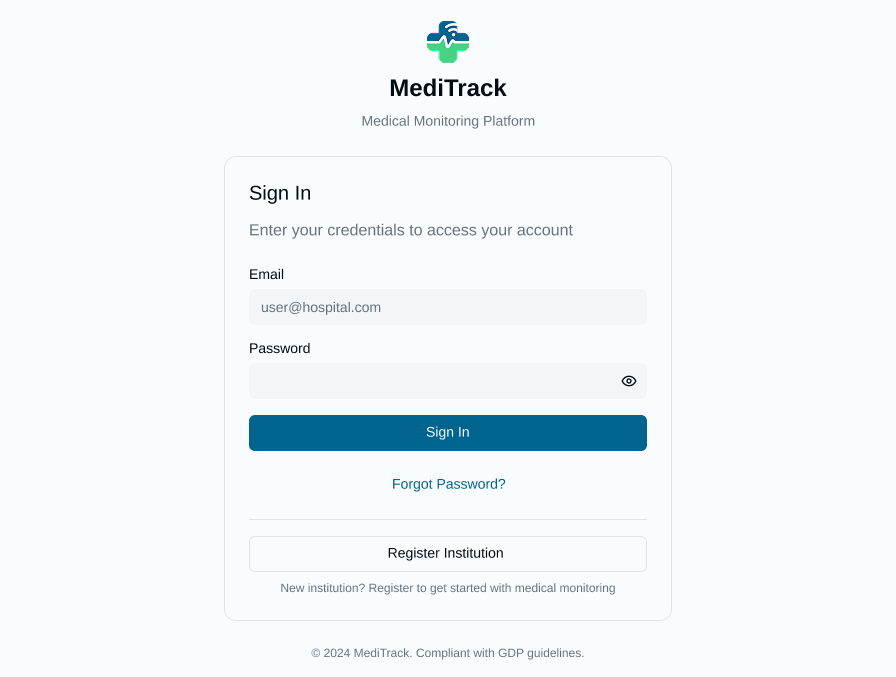 MediTrack
Medical Monitoring Platform
Sign In
Enter your credentials to access your account
Email
user@hospital.com
Password
Sign In
Forgot Password?
Register Institution
New institution? Register to get started with medical monitoring
© 2024 MediTrack. Compliant with GDP guidelines.